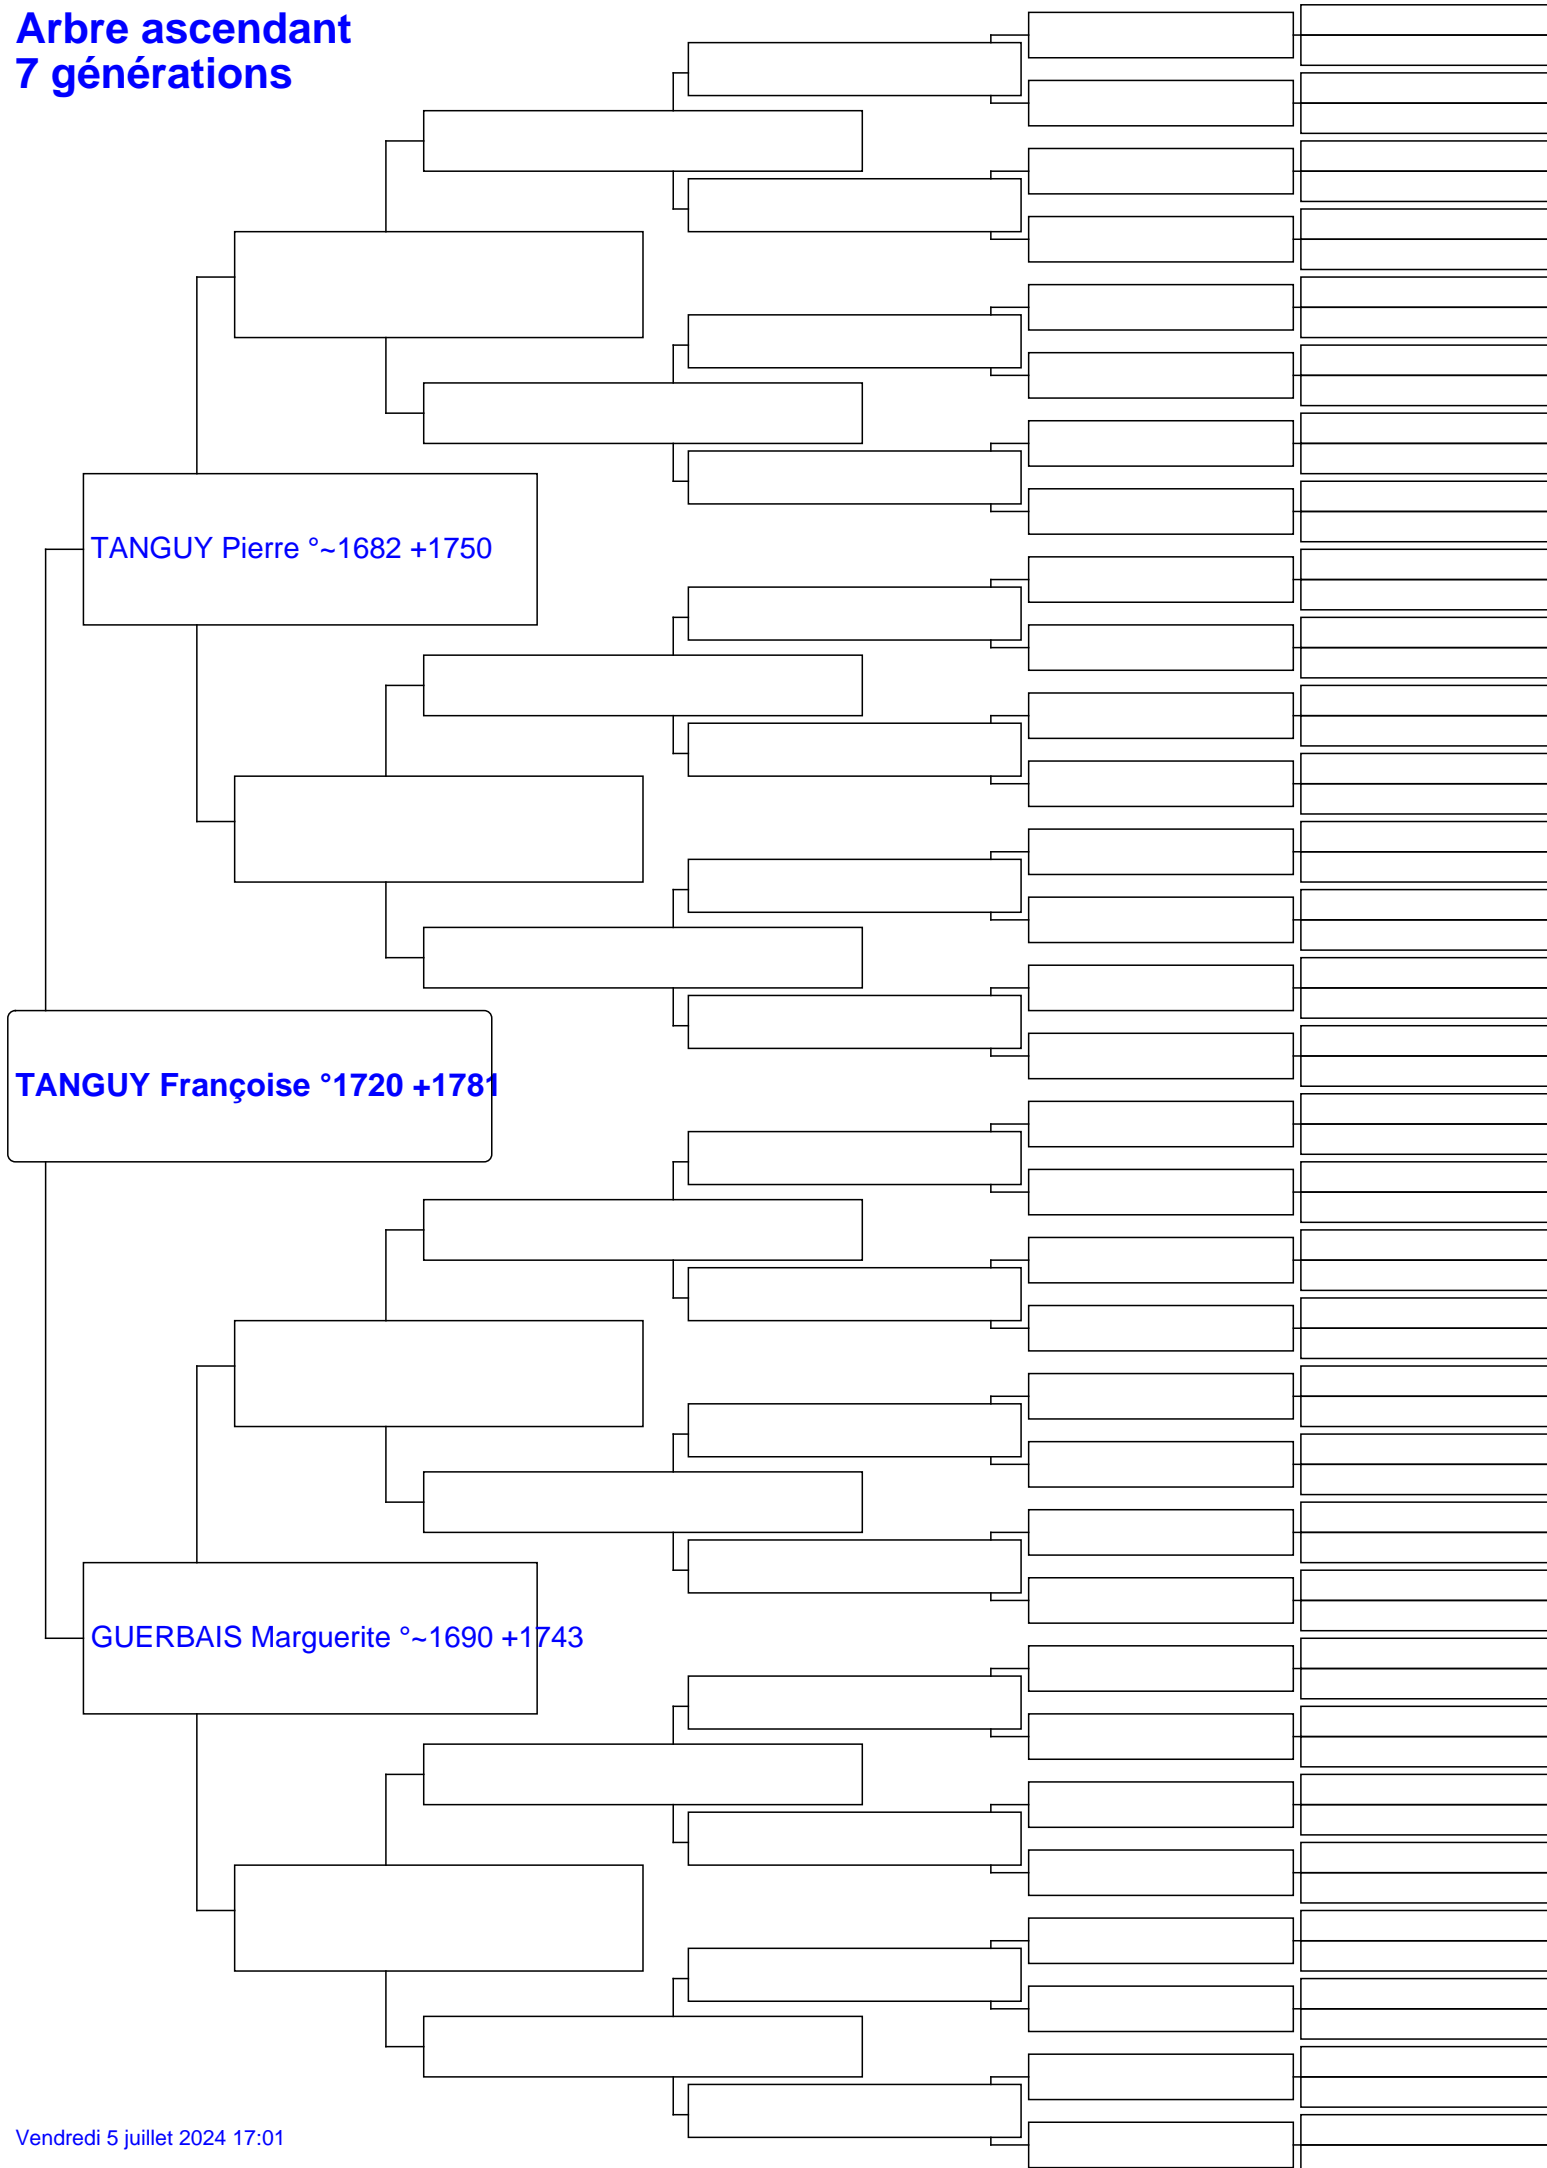 Arbre ascendant
7 générations
TANGUY Pierre °~1682 +1750
TANGUY Françoise °1720 +1781
GUERBAIS Marguerite °~1690 +1743
Vendredi 5 juillet 2024 17:01